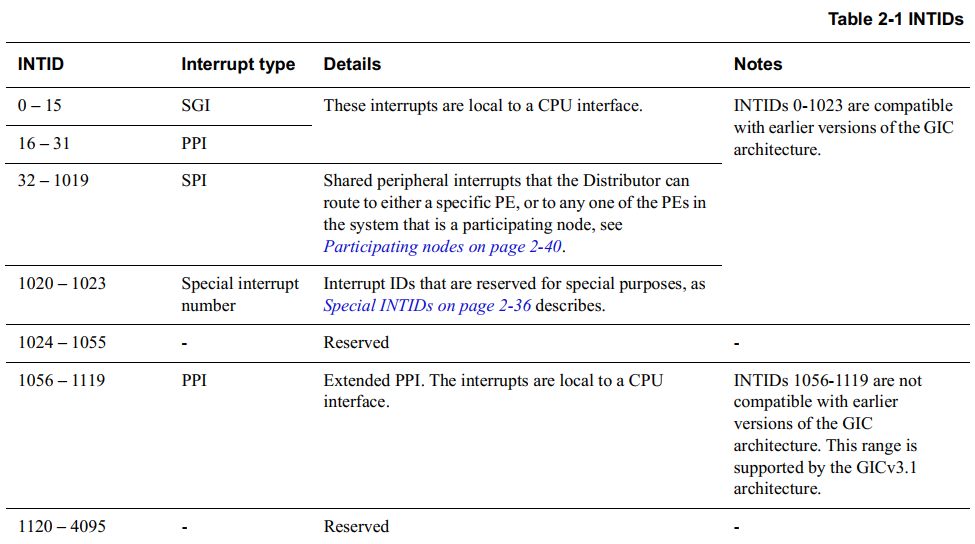 Table 2-1 INTIDs
INTID Interrupt type Details Notes
0 – 15 SGI These interrupts are local to a CPU interface. INTIDs 0-1023 are compatible
with earlier versions of the GIC
architecture.
16 – 31 PPI
32 – 1019 SPI Shared peripheral interrupts that the Distributor can
route to either a specific PE, or to any one of the PEs in
the system that is a participating node, see
Participating nodes on page 2-40.
1020 – 1023 Special interrupt
number
Interrupt IDs that are reserved for special purposes, as
Special INTIDs on page 2-36 describes.
1024 – 1055 - Reserved -
1056 – 1119 PPI Extended PPI. The interrupts are local to a CPU
interface.
INTIDs 1056-1119 are not
compatible with earlier
versions of the GIC
architecture. This range is
supported by the GICv3.1
architecture.
1120 – 4095 - Reserved -